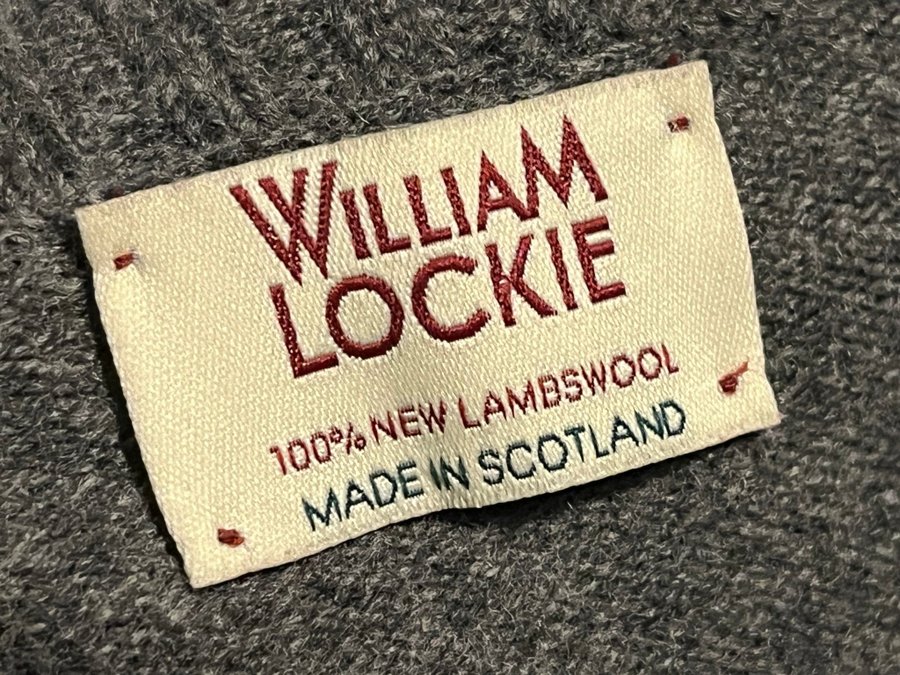 WILLIAM
LOCKIE
100% NEW LAMBSWOOL
MADE IN SCOTLAND